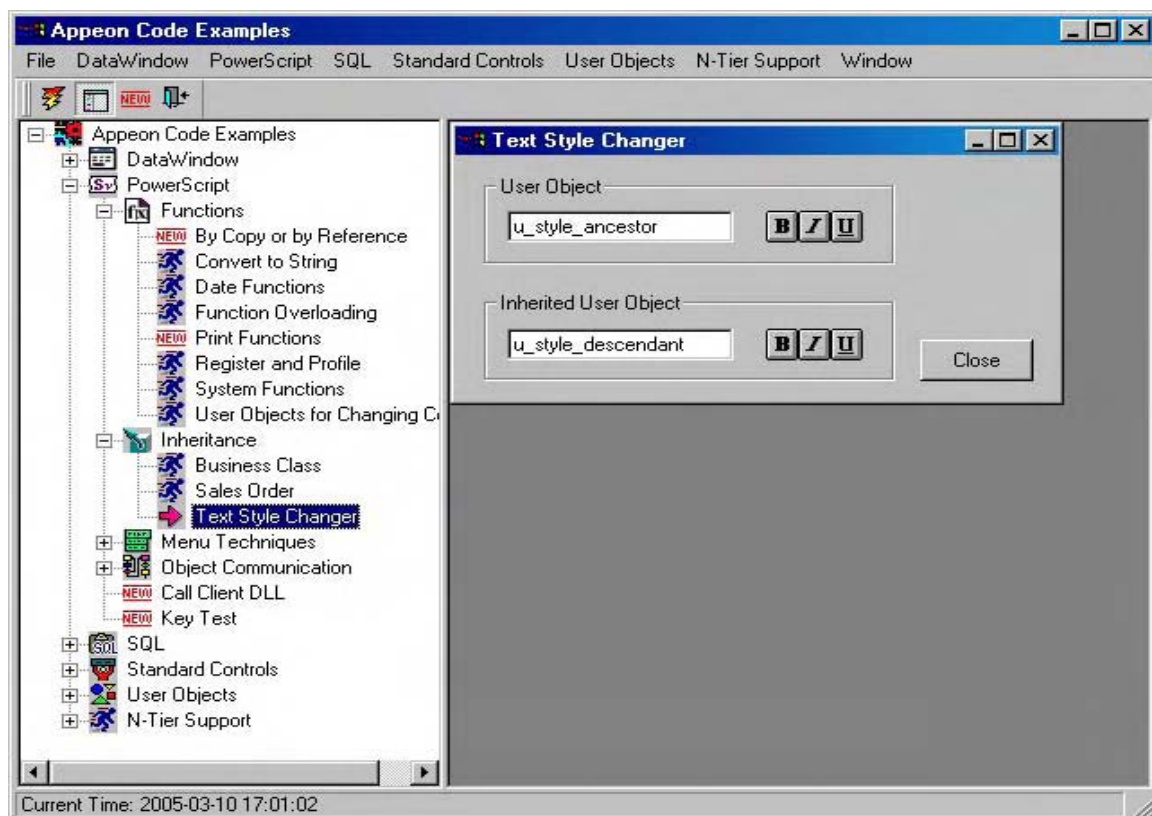 Appeon Code Examples
File DataWindow PowerScript SQL Standard Controls User Objects N-Tier Support Window
NEW
Appeon Code Examples
DataWindow
PowerScript
Functions
NEW By Copy or by Reference
Convert to String
Date Functions
Function Overloading
NEW Print Functions
Register and Profile
System Functions
User Objects for Changing
Inheritance
Business Class
Sales Order
Text Style Changer
Menu Techniques
Object Communication
NEW Call Client DLL
NEW Key Test
SQL
Standard Controls
User Objects
N-Tier Support
Text Style Changer
User Object
u_style_ancestor B I U
Inherited User Object
u_style_descendant B I U
Close
Current Time: 2005-03-10 17:01:02